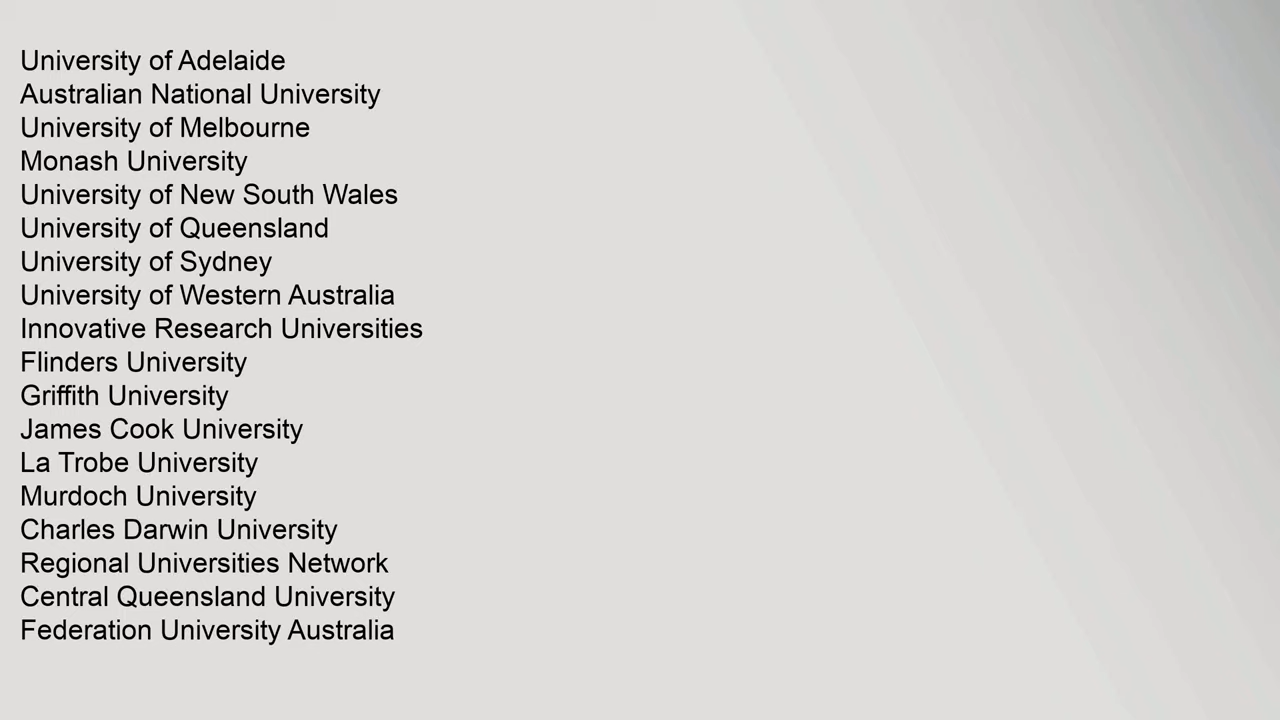 University of Adelaide
Australian National University
University of Melbourne
Monash University
University of New South Wales
University of Queensland
University of Sydney
University of Western Australia
Innovative Research Universities
Flinders University
Griffith University
James Cook University
La Trobe University
Murdoch University
Charles Darwin University
Regional Universities Network
Central Queensland University
Federation University Australia